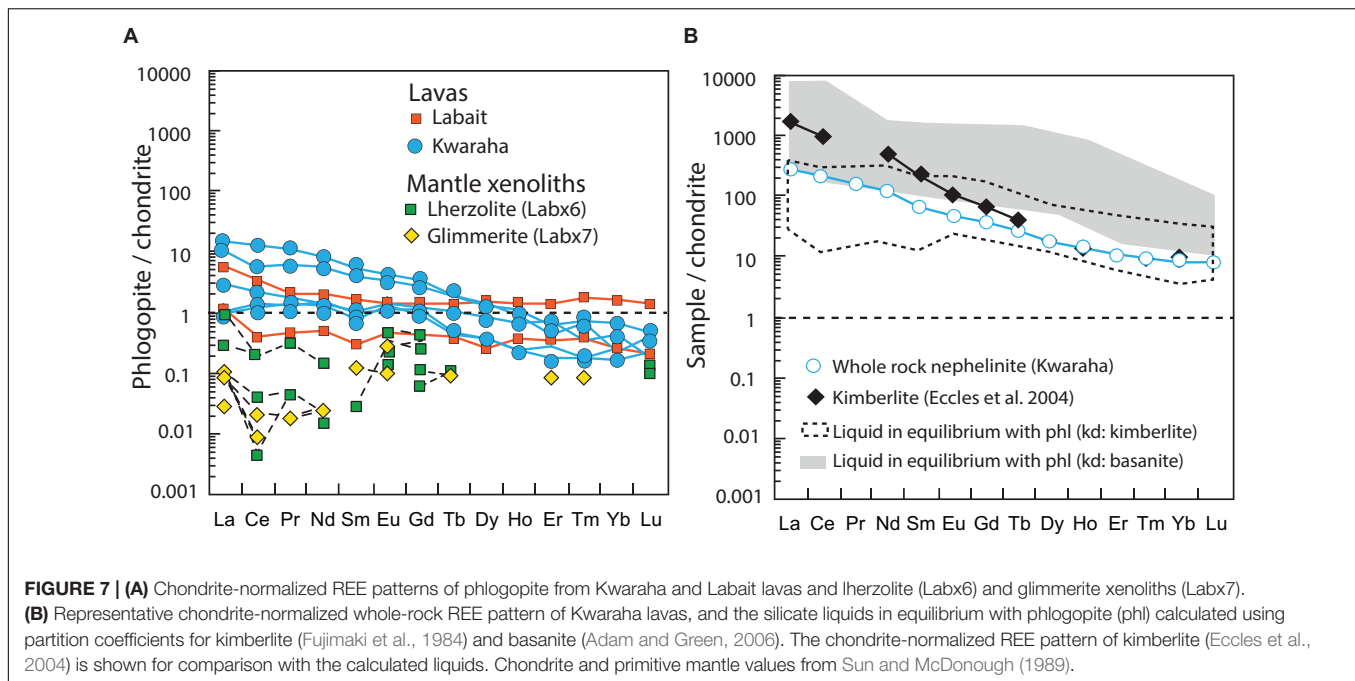 A
10000
1000
100
10
1
0.1
0.01
0.001
Phlogopite / chondrite
Lavas
Labait
Kwaraha
Mantle xenoliths
Lherzolite (Labx6)
Glimmerite (Labx7)
La Ce Pr Nd Sm Eu Gd Tb Dy Ho Er Tm Yb Lu
B
10000
1000
100
10
1
0.1
0.01
.001
Sample / chondrite
Whole rock nephelinite (Kwaraha)
Kimberlite (Eccles et al. 2004)
Liquid in equilibrium with phl (kd: kimberlite)
Liquid in equilibrium with phl (kd: basanite)
La Ce Pr Nd Sm Eu Gd Tb Dy Ho Er Tm Yb Lu
FIGURE 7 | (A) Chondrite-normalized REE patterns of phlogopite from Kwaraha and Labait lavas and lherzolite (Labx6) and glimmerite xenoliths (Labx7).
(B) Representative chondrite-normalized whole-rock REE pattern of Kwaraha lavas, and the silicate liquids in equilibrium with phlogopite (phl) calculated using
partition coefficients for kimberlite (Fujimaki et al., 1984) and basanite (Adam and Green, 2006). The chondrite-normalized REE pattern of kimberlite (Eccles et al.,
2004) is shown for comparison with the calculated liquids. Chondrite and primitive mantle values from Sun and McDonough (1989).